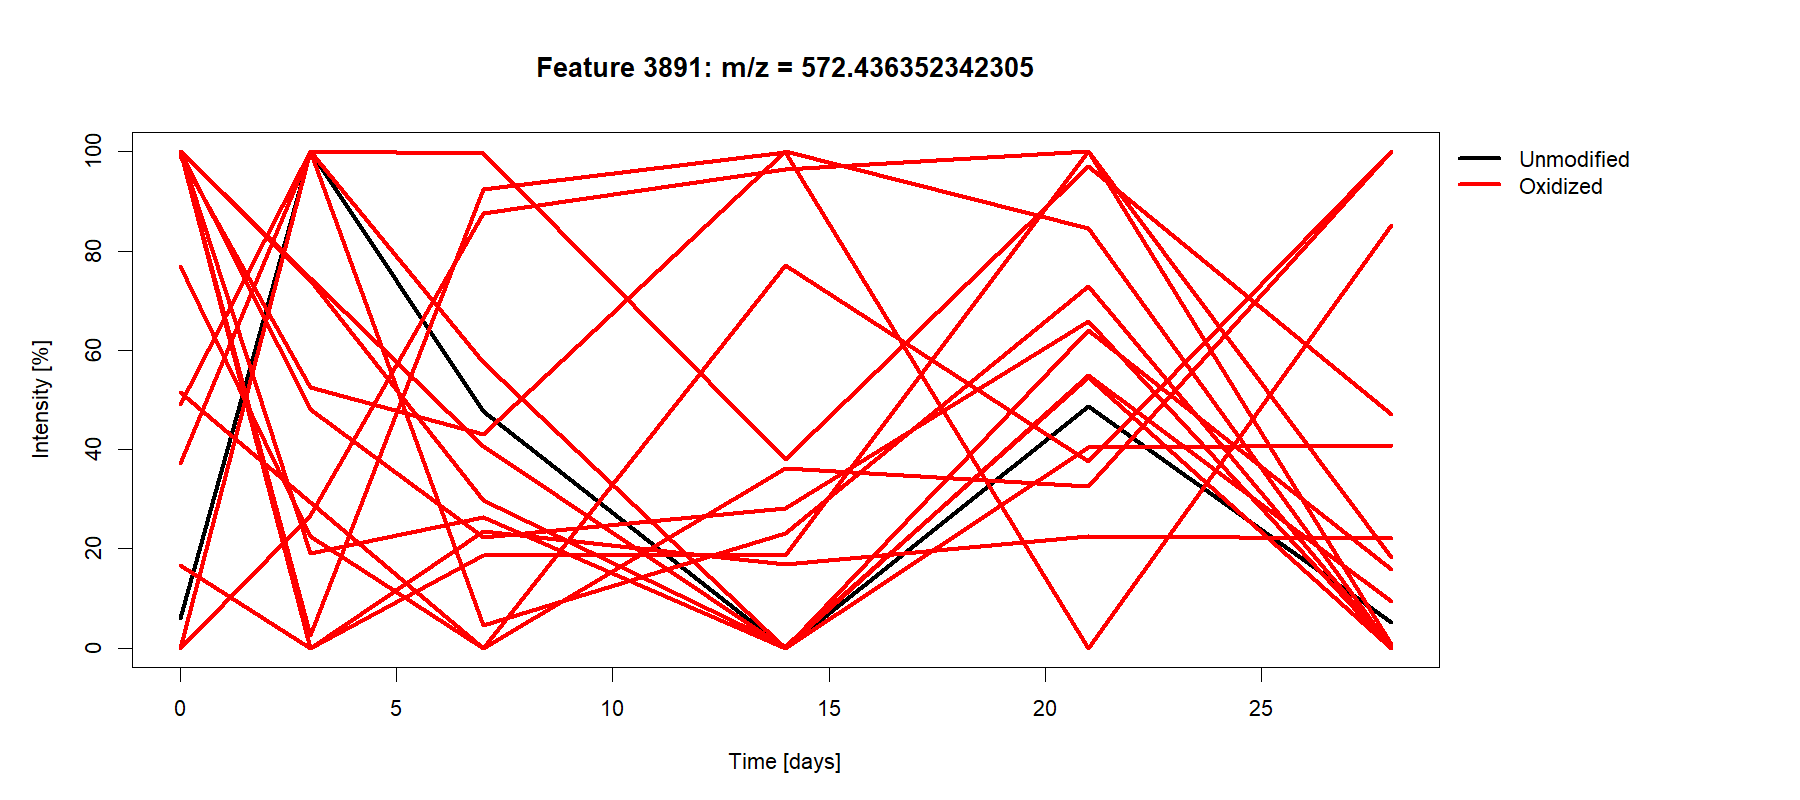 Feature 3891: m/z = 572.436352342305
Unmodified
Oxidized
Intensity [%]
100
80
60
40
20
0
0 5 10 15 20 25
Time [days]